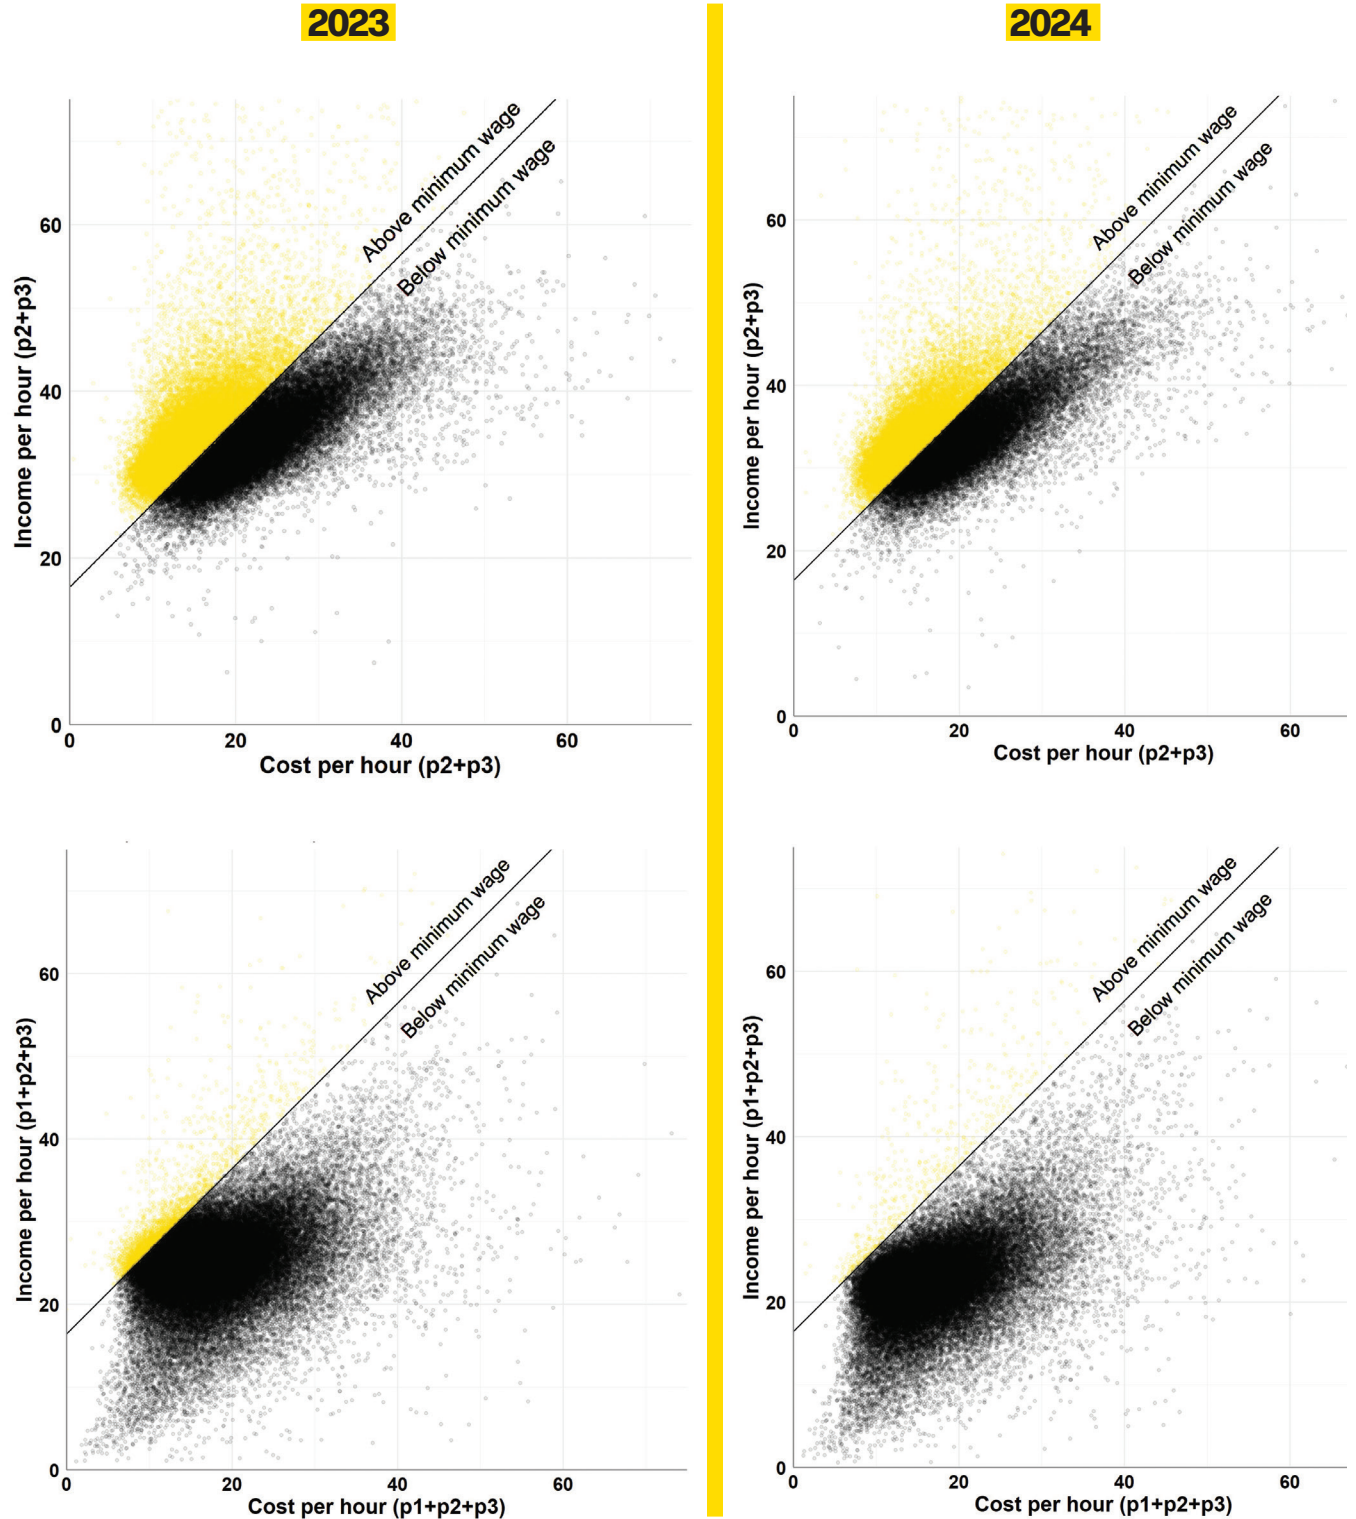 2023
2024
Above minimum wage
Below minimum wage
Income per hour (p2+p3)
60
40
20
0
0 20 40 60
Cost per hour (p2+p3)
Above minimum wage
Below minimum wage
Income per hour (p2+p3)
60
40
20
0
0 20 40 60
Cost per hour (p2+p3)
Above minimum wage
Below minimum wage
Income per hour (p1+p2+p3)
60
40
20
0
0 20 40 60
Cost per hour (p1+p2+p3)
Above minimum wage
Below minimum wage
Income per hour (p1+p2+p3)
60
40
20
0
0 20 40 60
Cost per hour (p1+p2+p3)